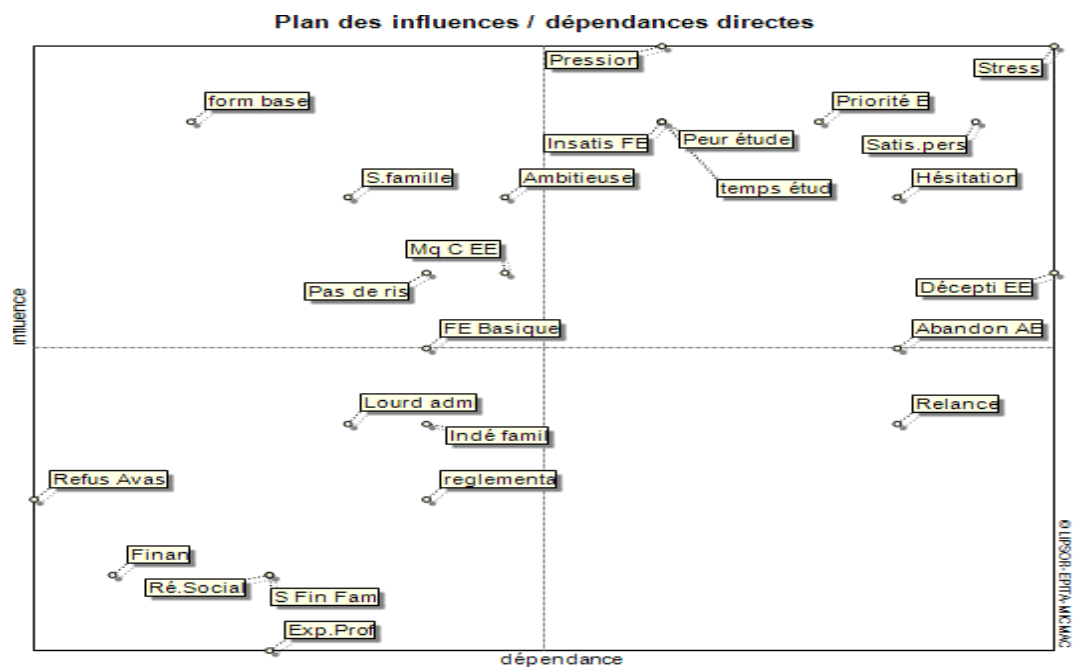 Plan des influences / dépendances directes
Pression
Stress
form base
Priorité E
Insatis FE
Peur étude
Satis.pers
S.famille
Ambitieuse
temps étud
Hésitation
Mq C EE
Pas de ris
Décepti EE
influence
FE Basique
Abandon AE
Lourd adm
Indé famil
Relance
Refus Avas
reglementa
Finan
Ré.Social
S Fin Fam
Exp.Prof
dépendance
© LIPSOR-EPITA-MICMAC